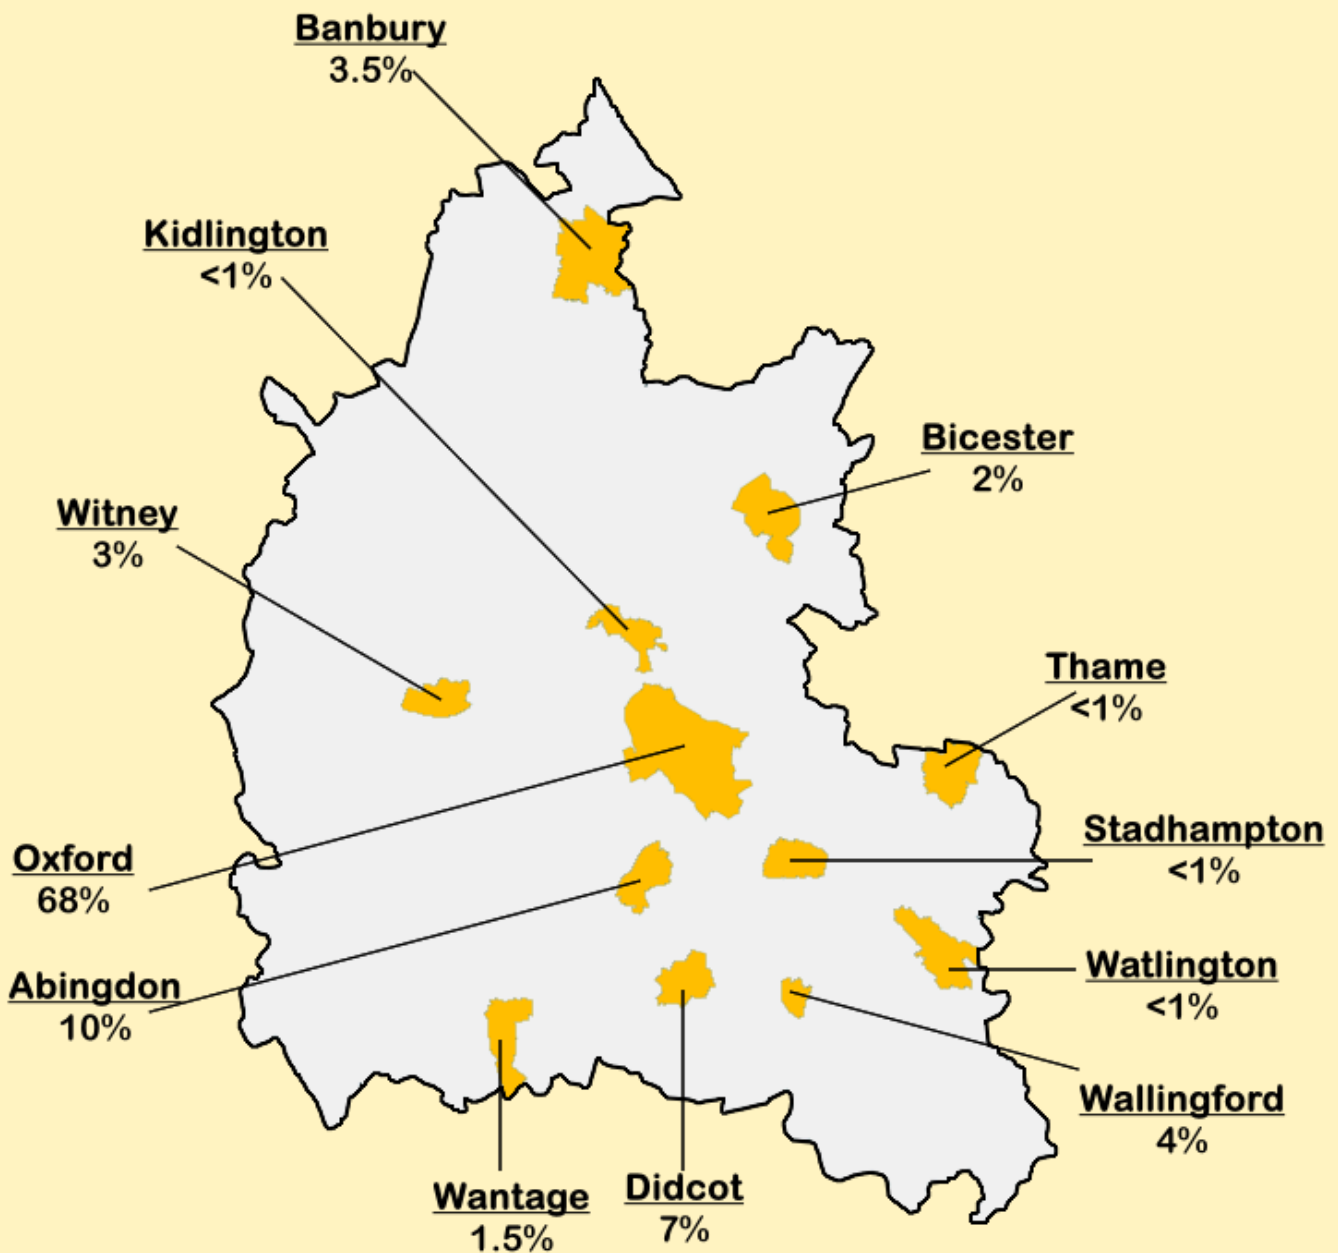 Banbury
3.5%
Kidlington
<1%
Bicester
2%
Witney
3%
Thame
<1%
Stadhampton
<1%
Oxford
68%
Watlington
<1%
Abingdon
10%
Wallingford
4%
Didcot
7%
Wantage
1.5%